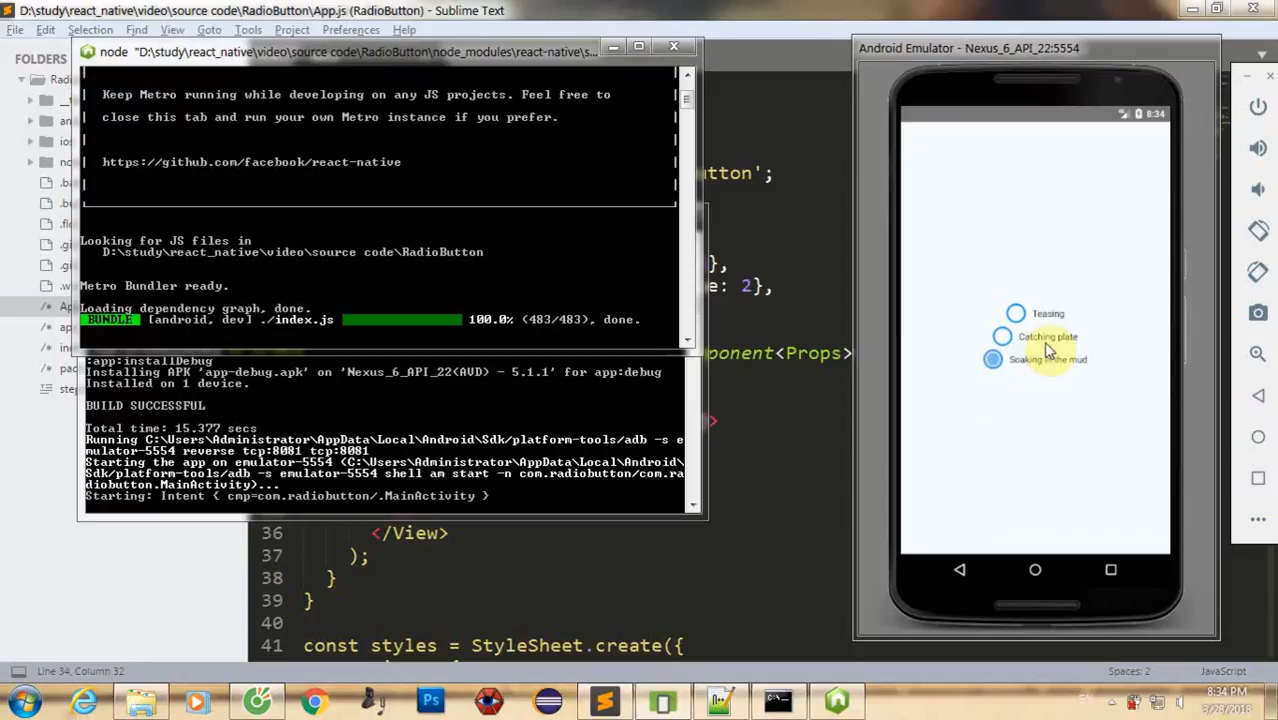 D:\study\react_native\video\source code\RadioButton\App.js (RadioButton) - Sublime Text
File Edit Selection Find View Goto Tools Project Preferences Help
FOLDERS
node "D:\study\react_native\video\source code\RadioButton\node_modules\react-native\s...
Keep Metro running while developing on any JS projects. Feel free to
close this tab and run your own Metro instance if you prefer.
https://github.com/facebook/react-native
Looking for JS files in
D:\study\react_native\video\source code\RadioButton
Metro Bundler ready.
Loading dependency graph, done.
BUNDLE [android, dev] ./index.js 100.0% (483/483), done.
:app:installDebug
Installing APK 'app-debug.apk' on 'Nexus_6_API_22(AVD) - 5.1.1' for app:debug
Installed on 1 device.
BUILD SUCCESSFUL
Total time: 15.377 secs
Running C:\Users\Administrator\AppData\Local\Android\Sdk/platform-tools/adb -s e
mulator-5554 reverse tcp:8081 tcp:8081
Starting the app on emulator-5554 (C:\Users\Administrator\AppData\Local\Android\
Sdk/platform-tools/adb -s emulator-5554 shell am start -n com.radiobutton/com.ra
diobutton.MainActivity)...
Starting: Intent { cmp=com.radiobutton/.MainActivity }
utton';
},
e: 2},
ponent<Props>
>
36 </View>
37 );
38 }
39 }
40
41 const styles = StyleSheet.create({
Android Emulator - Nexus_6_API_22:5554
8:34
Teasing
Catching plate
Soaking in the mud
Line 34, Column 32
Spaces: 2
JavaScript
8:34 PM
3/28/2018